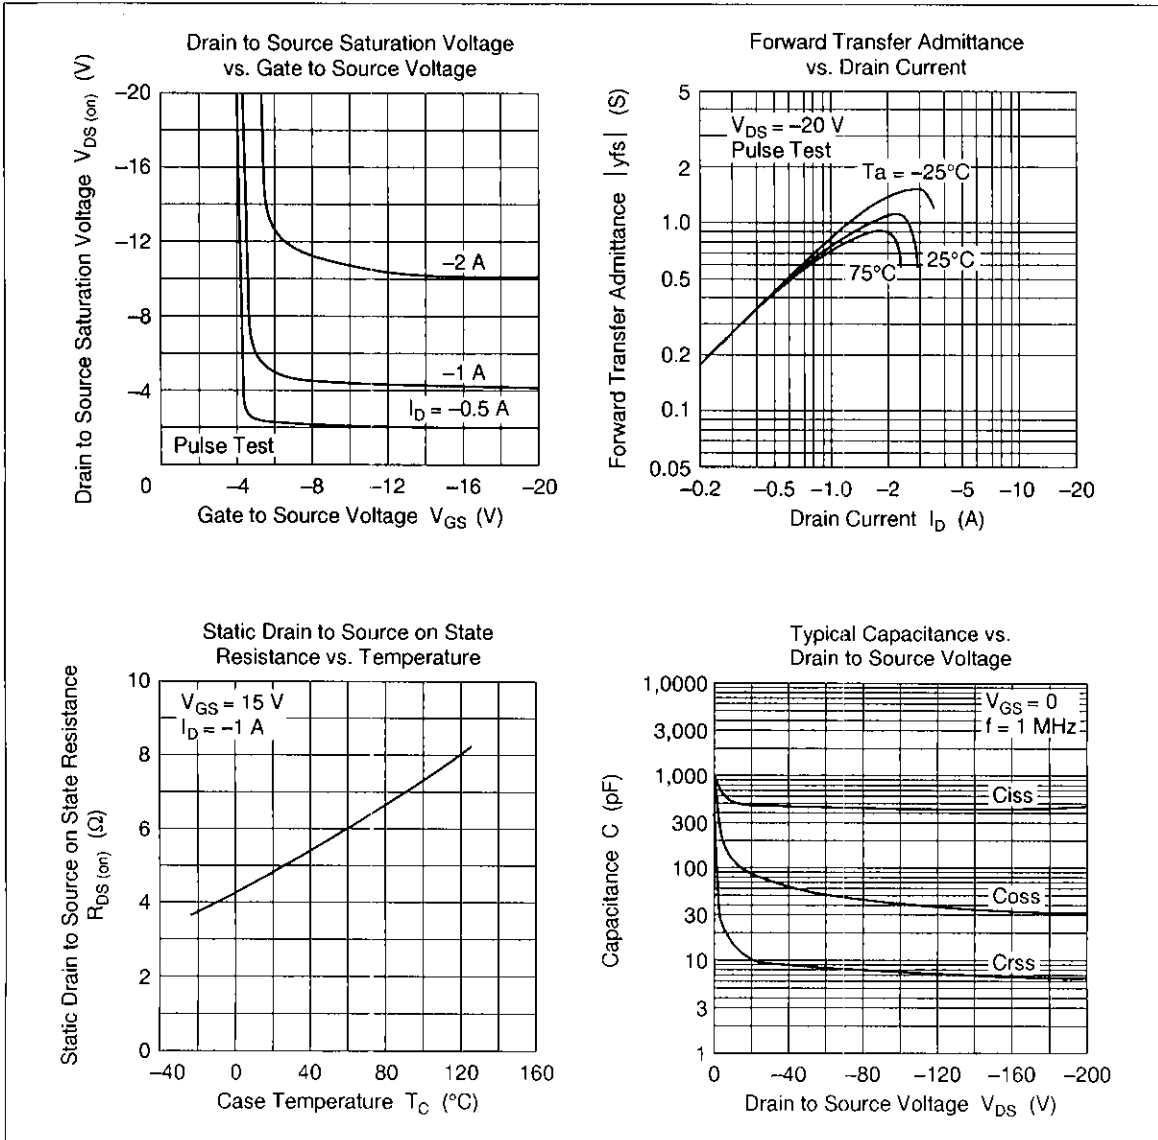 Drain to Source Saturation Voltage
vs. Gate to Source Voltage
Drain to Source Saturation Voltage V_DS (on) (V)
–20
–16
–12
–8
–4
0
–2 A
–1 A
I_D = –0.5 A
Pulse Test
–4
–8
–12
–16
–20
Gate to Source Voltage V_GS (V)
Forward Transfer Admittance
vs. Drain Current
Forward Transfer Admittance |yfs| (S)
5
2
1.0
0.5
0.2
0.1
0.05
V_DS = –20 V
Pulse Test
Ta = –25°C
25°C
75°C
–0.2
–0.5
–1.0
–2
–5
–10
–20
Drain Current I_D (A)
Static Drain to Source on State
Resistance vs. Temperature
Static Drain to Source on State Resistance
R_DS (on) (Ω)
10
8
6
4
2
0
V_GS = 15 V
I_D = –1 A
–40
0
40
80
120
160
Case Temperature T_C (°C)
Typical Capacitance vs.
Drain to Source Voltage
Capacitance C (pF)
1,0000
3,000
1,000
300
100
30
10
3
1
V_GS = 0
f = 1 MHz
Ciss
Coss
Crss
0
–40
–80
–120
–160
–200
Drain to Source Voltage V_DS (V)